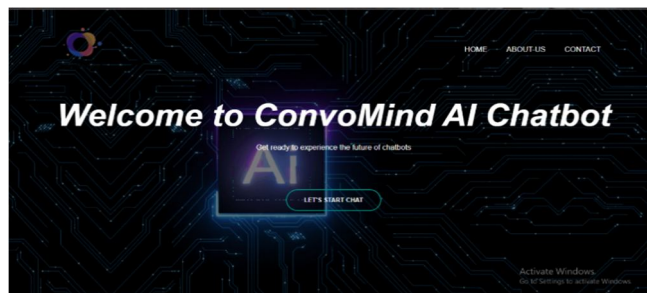 HOME ABOUT-US CONTACT
Welcome to ConvoMind AI Chatbot
Get ready to experience the future of chatbots
Ai
LET'S START CHAT
Activate Windows
Go to Settings to activate Windows.